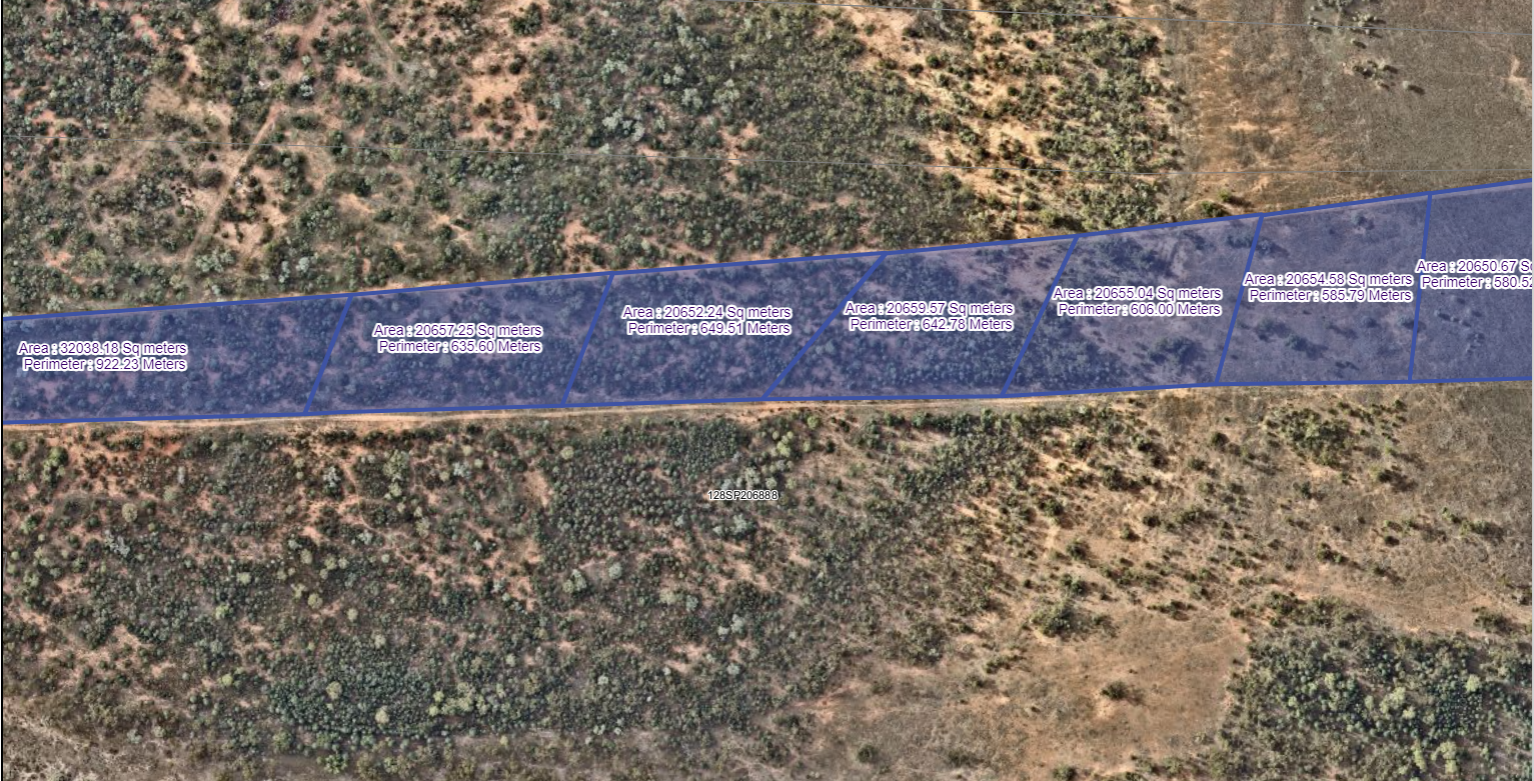 Area : 32038.18 Sq meters
Perimeter : 922.23 Meters
Area : 20657.25 Sq meters
Perimeter : 635.60 Meters
Area : 20652.24 Sq meters
Perimeter : 649.51 Meters
Area : 20659.57 Sq meters
Perimeter : 642.78 Meters
Area : 20655.04 Sq meters
Perimeter : 606.00 Meters
Area : 20654.58 Sq meters
Perimeter : 585.79 Meters
Area : 20650.67 S
Perimeter : 580.52
128SP206888